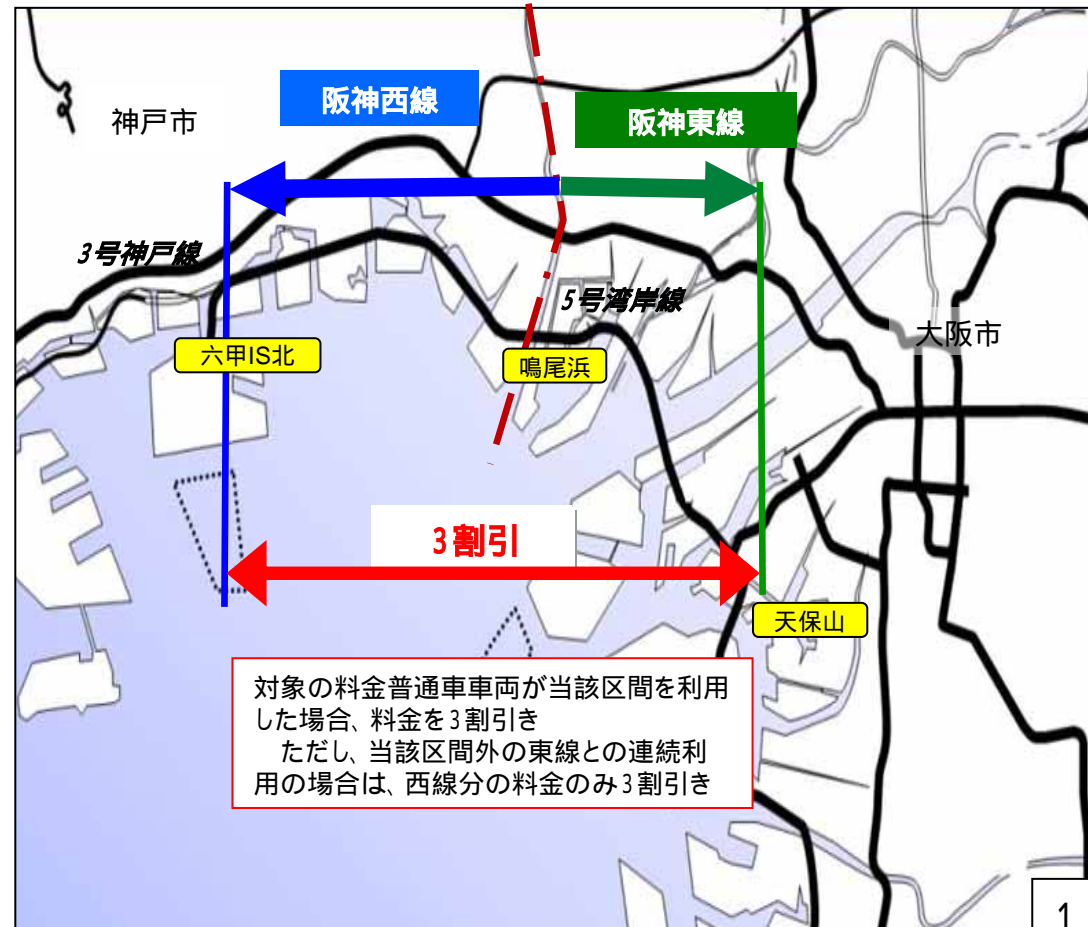 阪神西線
阪神東線
神戸市
3号神戸線
5号湾岸線
大阪市
六甲IS北
鳴尾浜
3割引
天保山
対象の料金普通車車両が当該区間を利用
した場合、料金を3割引き
ただし、当該区間外の東線との連続利
用の場合は、西線分の料金のみ3割引き
1